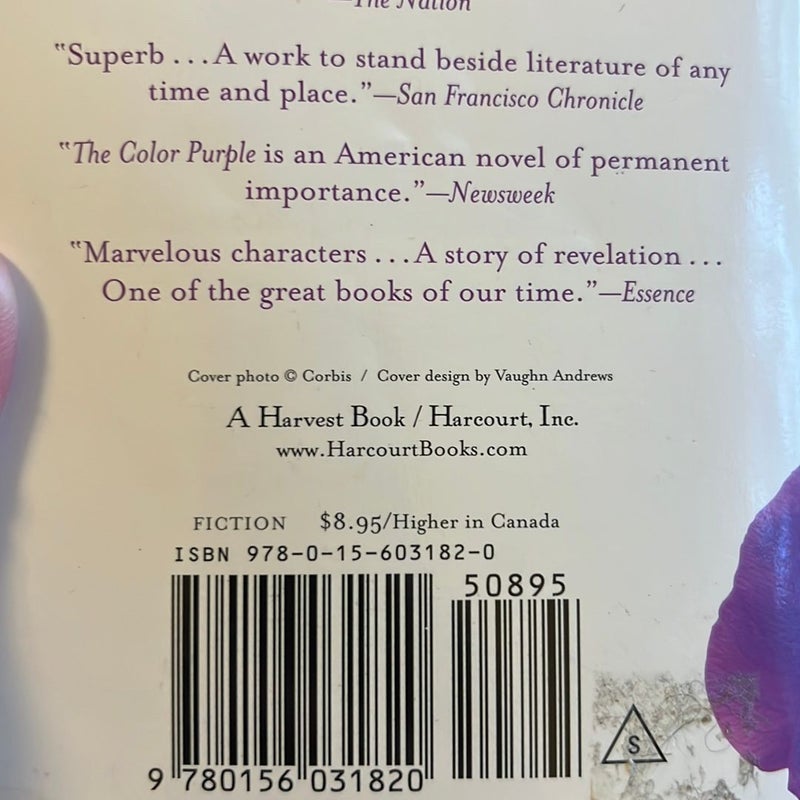 —The Nation
"Superb . . . A work to stand beside literature of any
time and place."—San Francisco Chronicle
"The Color Purple is an American novel of permanent
importance."—Newsweek
"Marvelous characters . . . A story of revelation . . .
One of the great books of our time."—Essence
Cover photo © Corbis / Cover design by Vaughn Andrews
A Harvest Book / Harcourt, Inc.
www.HarcourtBooks.com
FICTION $8.95/Higher in Canada
ISBN 978-0-15-603182-0
50895
9 780156 031820
S